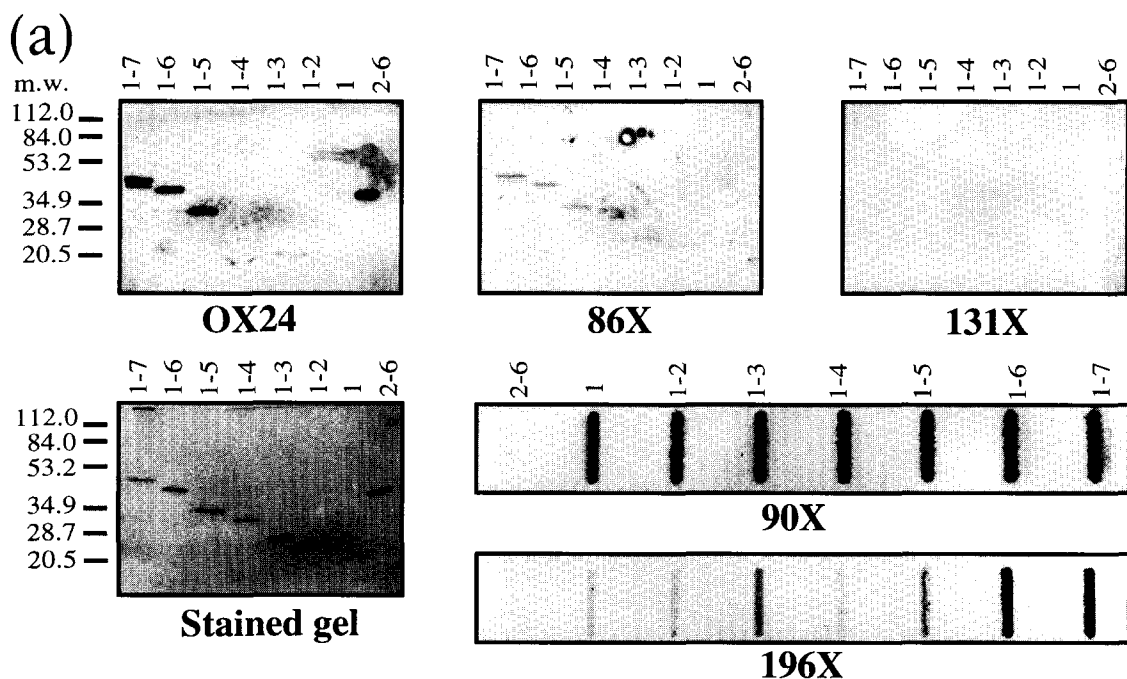 (a)
m.w.
1-7 1-6 1-5 1-4 1-3 1-2 1 2-6
112.0
84.0
53.2
34.9
28.7
20.5
OX24
1-7 1-6 1-5 1-4 1-3 1-2 1 2-6
86X
1-7 1-6 1-5 1-4 1-3 1-2 1 2-6
131X
1-7 1-6 1-5 1-4 1-3 1-2 1 2-6
112.0
84.0
53.2
34.9
28.7
20.5
Stained gel
2-6 1 1-2 1-3 1-4 1-5 1-6 1-7
90X
196X